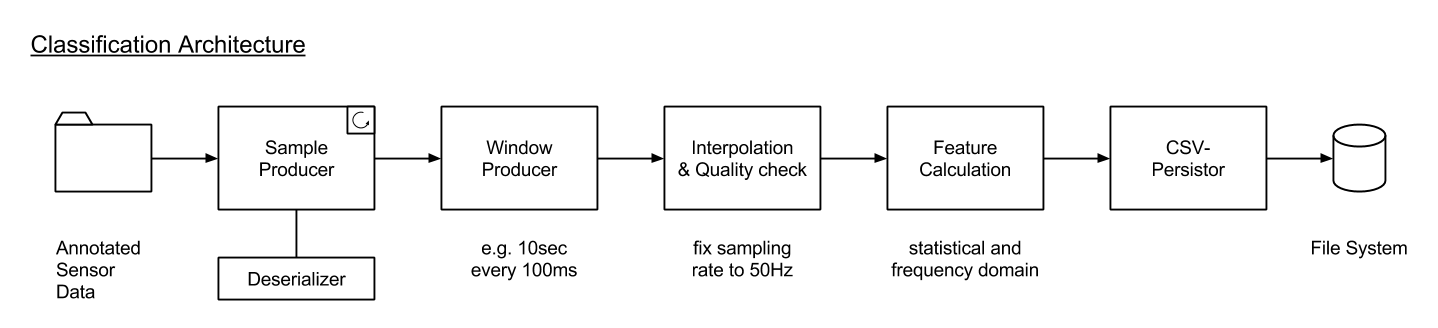 Classification Architecture
Sample
Producer
Window
Producer
Interpolation
& Quality check
Feature
Calculation
CSV-
Persistor
Annotated
Sensor
Data
Deserializer
e.g. 10sec
every 100ms
fix sampling
rate to 50Hz
statistical and
frequency domain
File System